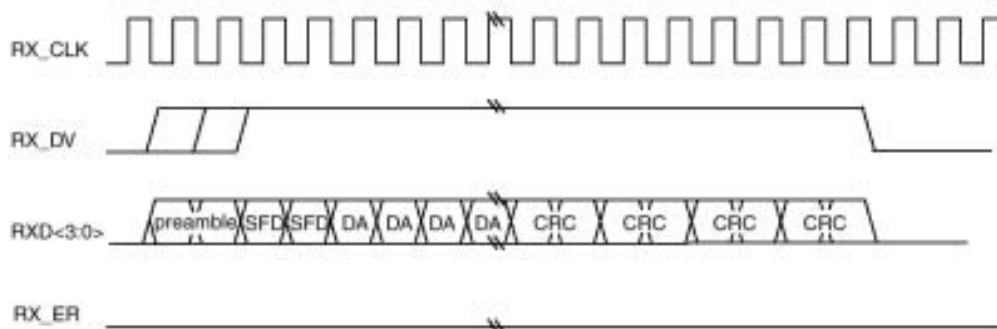 RX_CLK
RX_DV
RXD<3:0> preamble SFD SFD DA DA DA DA CRC CRC CRC CRC
RX_ER